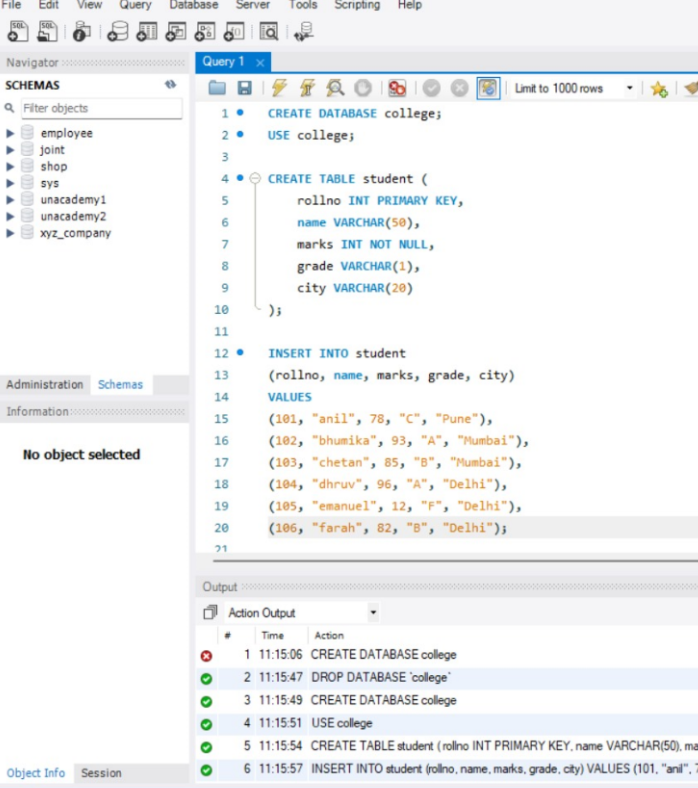 File Edit View Query Database Server Tools Scripting Help
SQL SQL
Navigator
SCHEMAS
Filter objects
employee
joint
shop
sys
unacademy1
unacademy2
xyz_company
Administration Schemas
Information
No object selected
Object Info Session
Query 1
Limit to 1000 rows
1 CREATE DATABASE college;
2 USE college;
3
4 CREATE TABLE student (
5 rollno INT PRIMARY KEY,
6 name VARCHAR(50),
7 marks INT NOT NULL,
8 grade VARCHAR(1),
9 city VARCHAR(20)
10 );
11
12 INSERT INTO student
13 (rollno, name, marks, grade, city)
14 VALUES
15 (101, "anil", 78, "C", "Pune"),
16 (102, "bhumika", 93, "A", "Mumbai"),
17 (103, "chetan", 85, "B", "Mumbai"),
18 (104, "dhruv", 96, "A", "Delhi"),
19 (105, "emanuel", 12, "F", "Delhi"),
20 (106, "farah", 82, "B", "Delhi");
21
Output
Action Output
# Time Action
1 11:15:06 CREATE DATABASE college
2 11:15:47 DROP DATABASE `college`
3 11:15:49 CREATE DATABASE college
4 11:15:51 USE college
5 11:15:54 CREATE TABLE student ( rollno INT PRIMARY KEY, name VARCHAR(50), ma
6 11:15:57 INSERT INTO student (rollno, name, marks, grade, city) VALUES (101, "anil", 7